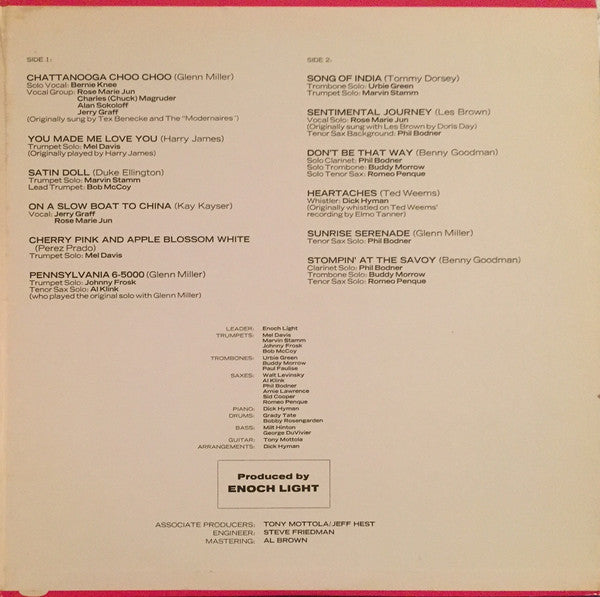 SIDE 1:
CHATTANOOGA CHOO CHOO (Glenn Miller)
Solo Vocal: Bernie Knee
Vocal Group: Rose Marie Jun
Charles (Chuck) Magruder
Alan Sokoloff
Jerry Graff
(Originally sung by Tex Benecke and The "Modernaires")
YOU MADE ME LOVE YOU (Harry James)
Trumpet Solo: Mel Davis
(Originally played by Harry James)
SATIN DOLL (Duke Ellington)
Trumpet Solo: Marvin Stamm
Lead Trumpet: Bob McCoy
ON A SLOW BOAT TO CHINA (Kay Kayser)
Vocal: Jerry Graff
Rose Marie Jun
CHERRY PINK AND APPLE BLOSSOM WHITE
(Perez Prado)
Trumpet Solo: Mel Davis
PENNSYLVANIA 6-5000 (Glenn Miller)
Trumpet Solo: Johnny Frosk
Tenor Sax Solo: Al Klink
(who played the original solo with Glenn Miller)
SIDE 2:
SONG OF INDIA (Tommy Dorsey)
Trombone Solo: Urbie Green
Trumpet Solo: Marvin Stamm
SENTIMENTAL JOURNEY (Les Brown)
Vocal Solo: Rose Marie Jun
(Originally sung with Les Brown by Doris Day)
Tenor Sax Background: Phil Bodner
DON'T BE THAT WAY (Benny Goodman)
Solo Clarinet: Phil Bodner
Solo Trombone: Buddy Morrow
Solo Tenor Sax: Romeo Penque
HEARTACHES (Ted Weems)
Whistler: Dick Hyman
(Originally whistled on Ted Weems'
recording by Elmo Tanner)
SUNRISE SERENADE (Glenn Miller)
Tenor Sax Solo: Phil Bodner
STOMPIN' AT THE SAVOY (Benny Goodman)
Clarinet Solo: Phil Bodner
Trombone Solo: Buddy Morrow
Tenor Sax Solo: Romeo Penque
LEADER: Enoch Light
TRUMPETS: Mel Davis
Marvin Stamm
Johnny Frosk
Bob McCoy
TROMBONES: Urbie Green
Buddy Morrow
Paul Faulise
SAXES: Walt Levinsky
Al Klink
Phil Bodner
Arnie Lawrence
Sid Cooper
Romeo Penque
PIANO: Dick Hyman
DRUMS: Grady Tate
Bobby Rosengarden
BASS: Milt Hinton
George DuVivier
GUITAR: Tony Mottola
ARRANGEMENTS: Dick Hyman
Produced by
ENOCH LIGHT
ASSOCIATE PRODUCERS: TONY MOTTOLA/JEFF HEST
ENGINEER: STEVE FRIEDMAN
MASTERING: AL BROWN